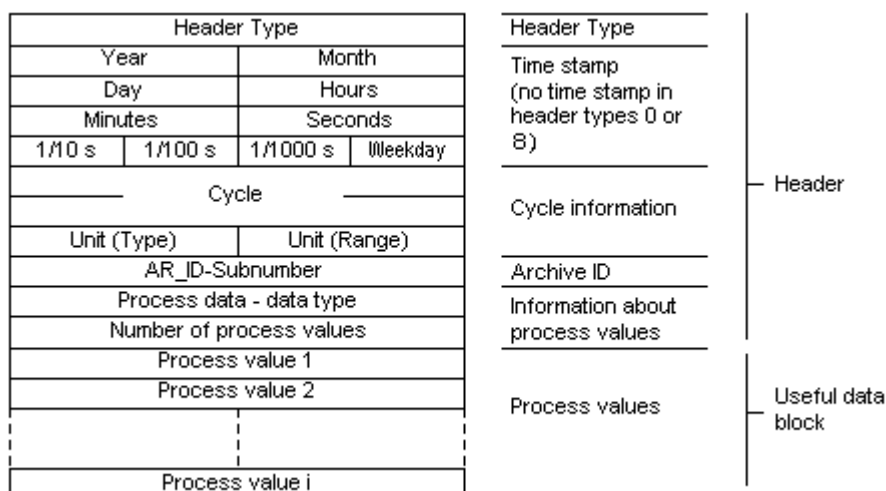 Header Type
Year Month
Day Hours
Minutes Seconds
1/10 s 1/100 s 1/1000 s Weekday
Cycle
Unit (Type) Unit (Range)
AR_ID-Subnumber
Process data - data type
Number of process values
Process value 1
Process value 2
Process value i
Header Type
Time stamp
(no time stamp in
header types 0 or
8)
Cycle information
Archive ID
Information about
process values
Process values
Header
Useful data
block